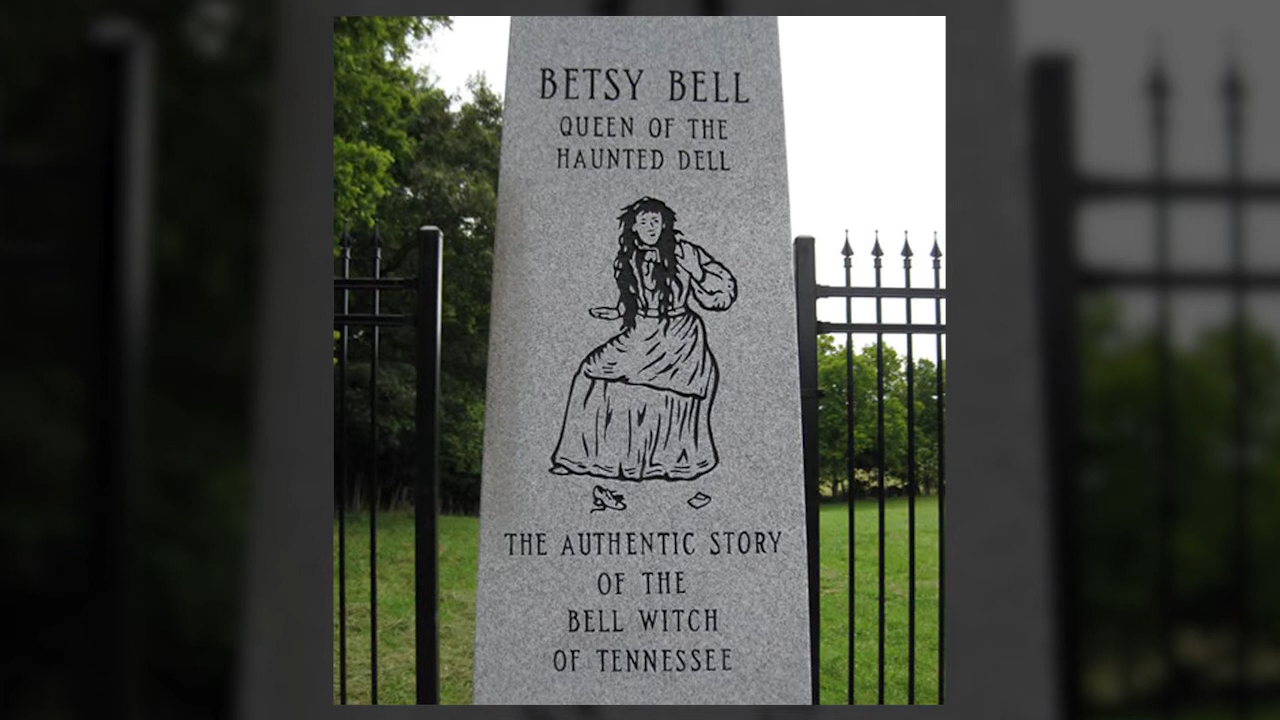 BETSY BELL
QUEEN OF THE
HAUNTED DELL
THE AUTHENTIC STORY
OF THE
BELL WITCH
OF TENNESSEE